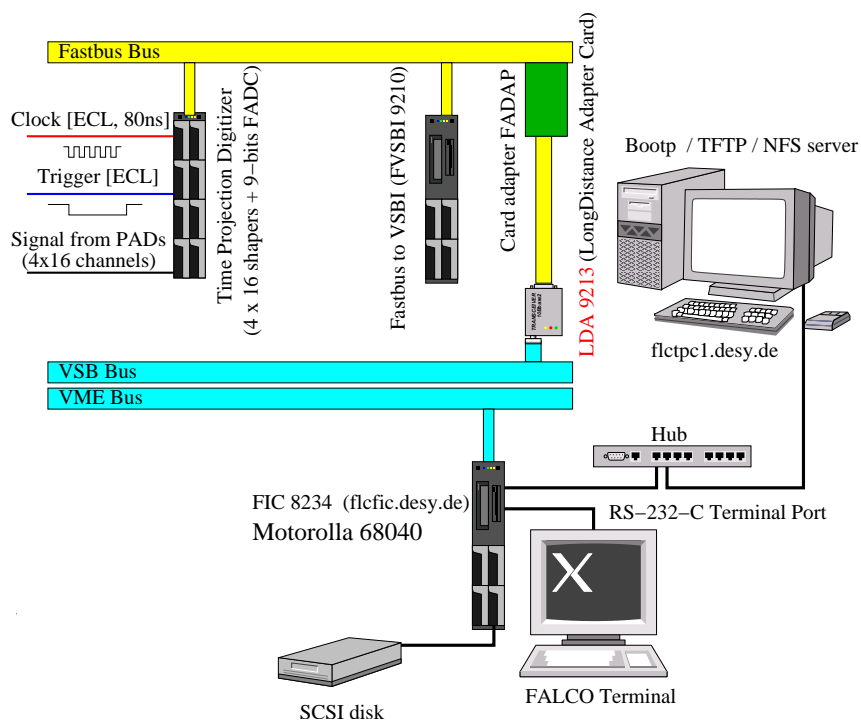 Fastbus Bus
Clock [ECL, 80ns]
Trigger [ECL]
Signal from PADs
(4x16 channels)
Time Projection Digitizer
(4 x 16 shapers + 9−bits FADC)
Fastbus to VSBI (FVSBI 9210)
Card adapter FADAP
LDA 9213 (LongDistance Adapter Card)
TRANSCEIVER
Bootp / TFTP / NFS server
flctpc1.desy.de
VSB Bus
VME Bus
Hub
FIC 8234 (flcfic.desy.de)
Motorolla 68040
RS−232−C Terminal Port
X
SCSI disk
FALCO Terminal